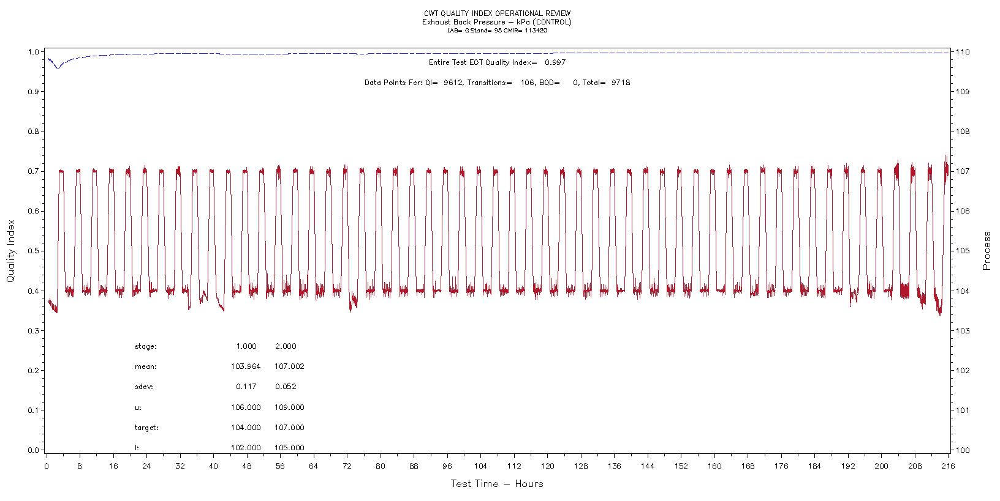 CWT QUALITY INDEX OPERATIONAL REVIEW
Exhaust Back Pressure – kPa (CONTROL)
LAB= G Stand= 95 CMIR= 113420
Entire Test EOT Quality Index= 0.997
Data Points For: QI= 9612, Transitions= 106, BQD= 0, Total= 9718
1.0
0.9
0.8
0.7
0.6
0.5
0.4
0.3
0.2
0.1
0.0
Quality Index
110
109
108
107
106
105
104
103
102
101
100
Process
stage: 1.000 2.000
mean: 103.964 107.002
sdev: 0.117 0.052
u: 106.000 109.000
target: 104.000 107.000
l: 102.000 105.000
0 8 16 24 32 40 48 56 64 72 80 88 96 104 112 120 128 136 144 152 160 168 176 184 192 200 208 216
Test Time – Hours